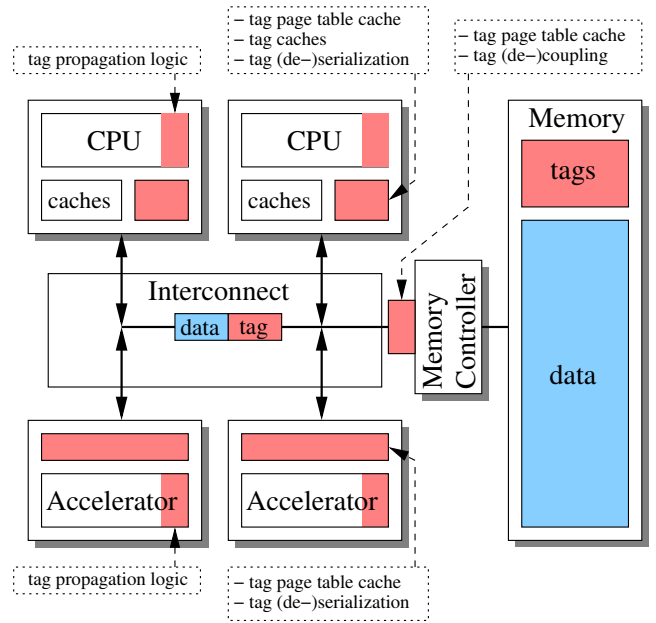 − tag page table cache
− tag caches
− tag (de−)serialization
− tag page table cache
− tag (de−)coupling
tag propagation logic
CPU
caches
CPU
caches
Memory
tags
data
Interconnect
data
tag
Memory
Controller
Accelerator
Accelerator
tag propagation logic
− tag page table cache
− tag (de−)serialization